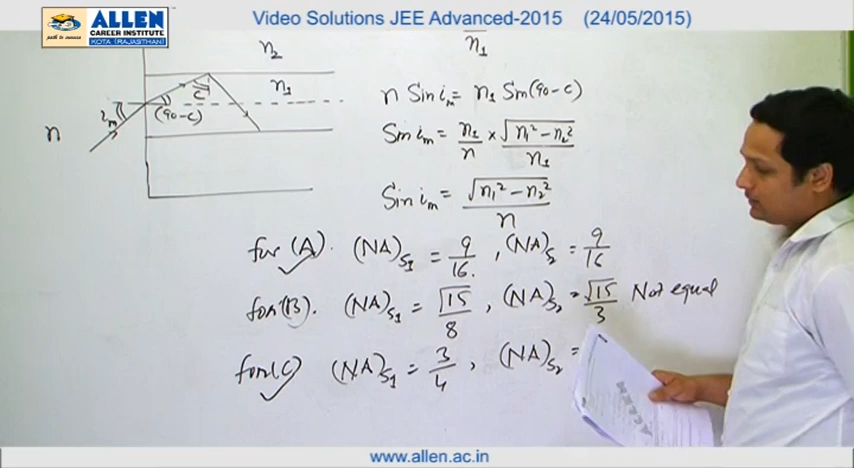 Video Solutions JEE Advanced-2015 (24/05/2015)
ALLEN
CAREER INSTITUTE
KOTA (RAJASTHAN)
path to success
n₂
n₁
n₁
c
(90-c)
iₘ
n
n Sin iₘ = n₁ Sin(90-c)
Sin iₘ = n₁/n × √(n₁²-n₂²)/n₁
Sin iₘ = √(n₁²-n₂²)/n
for (A). (NA)S₁ = 9/16. , (NA)S₂ = 9/16
for (B). (NA)S₁ = √15/8 , (NA)S₂ = √15/3 Not equal
for (C) (NA)S₁ = 3/4 , (NA)S₂ =
ALLEN
www.allen.ac.in